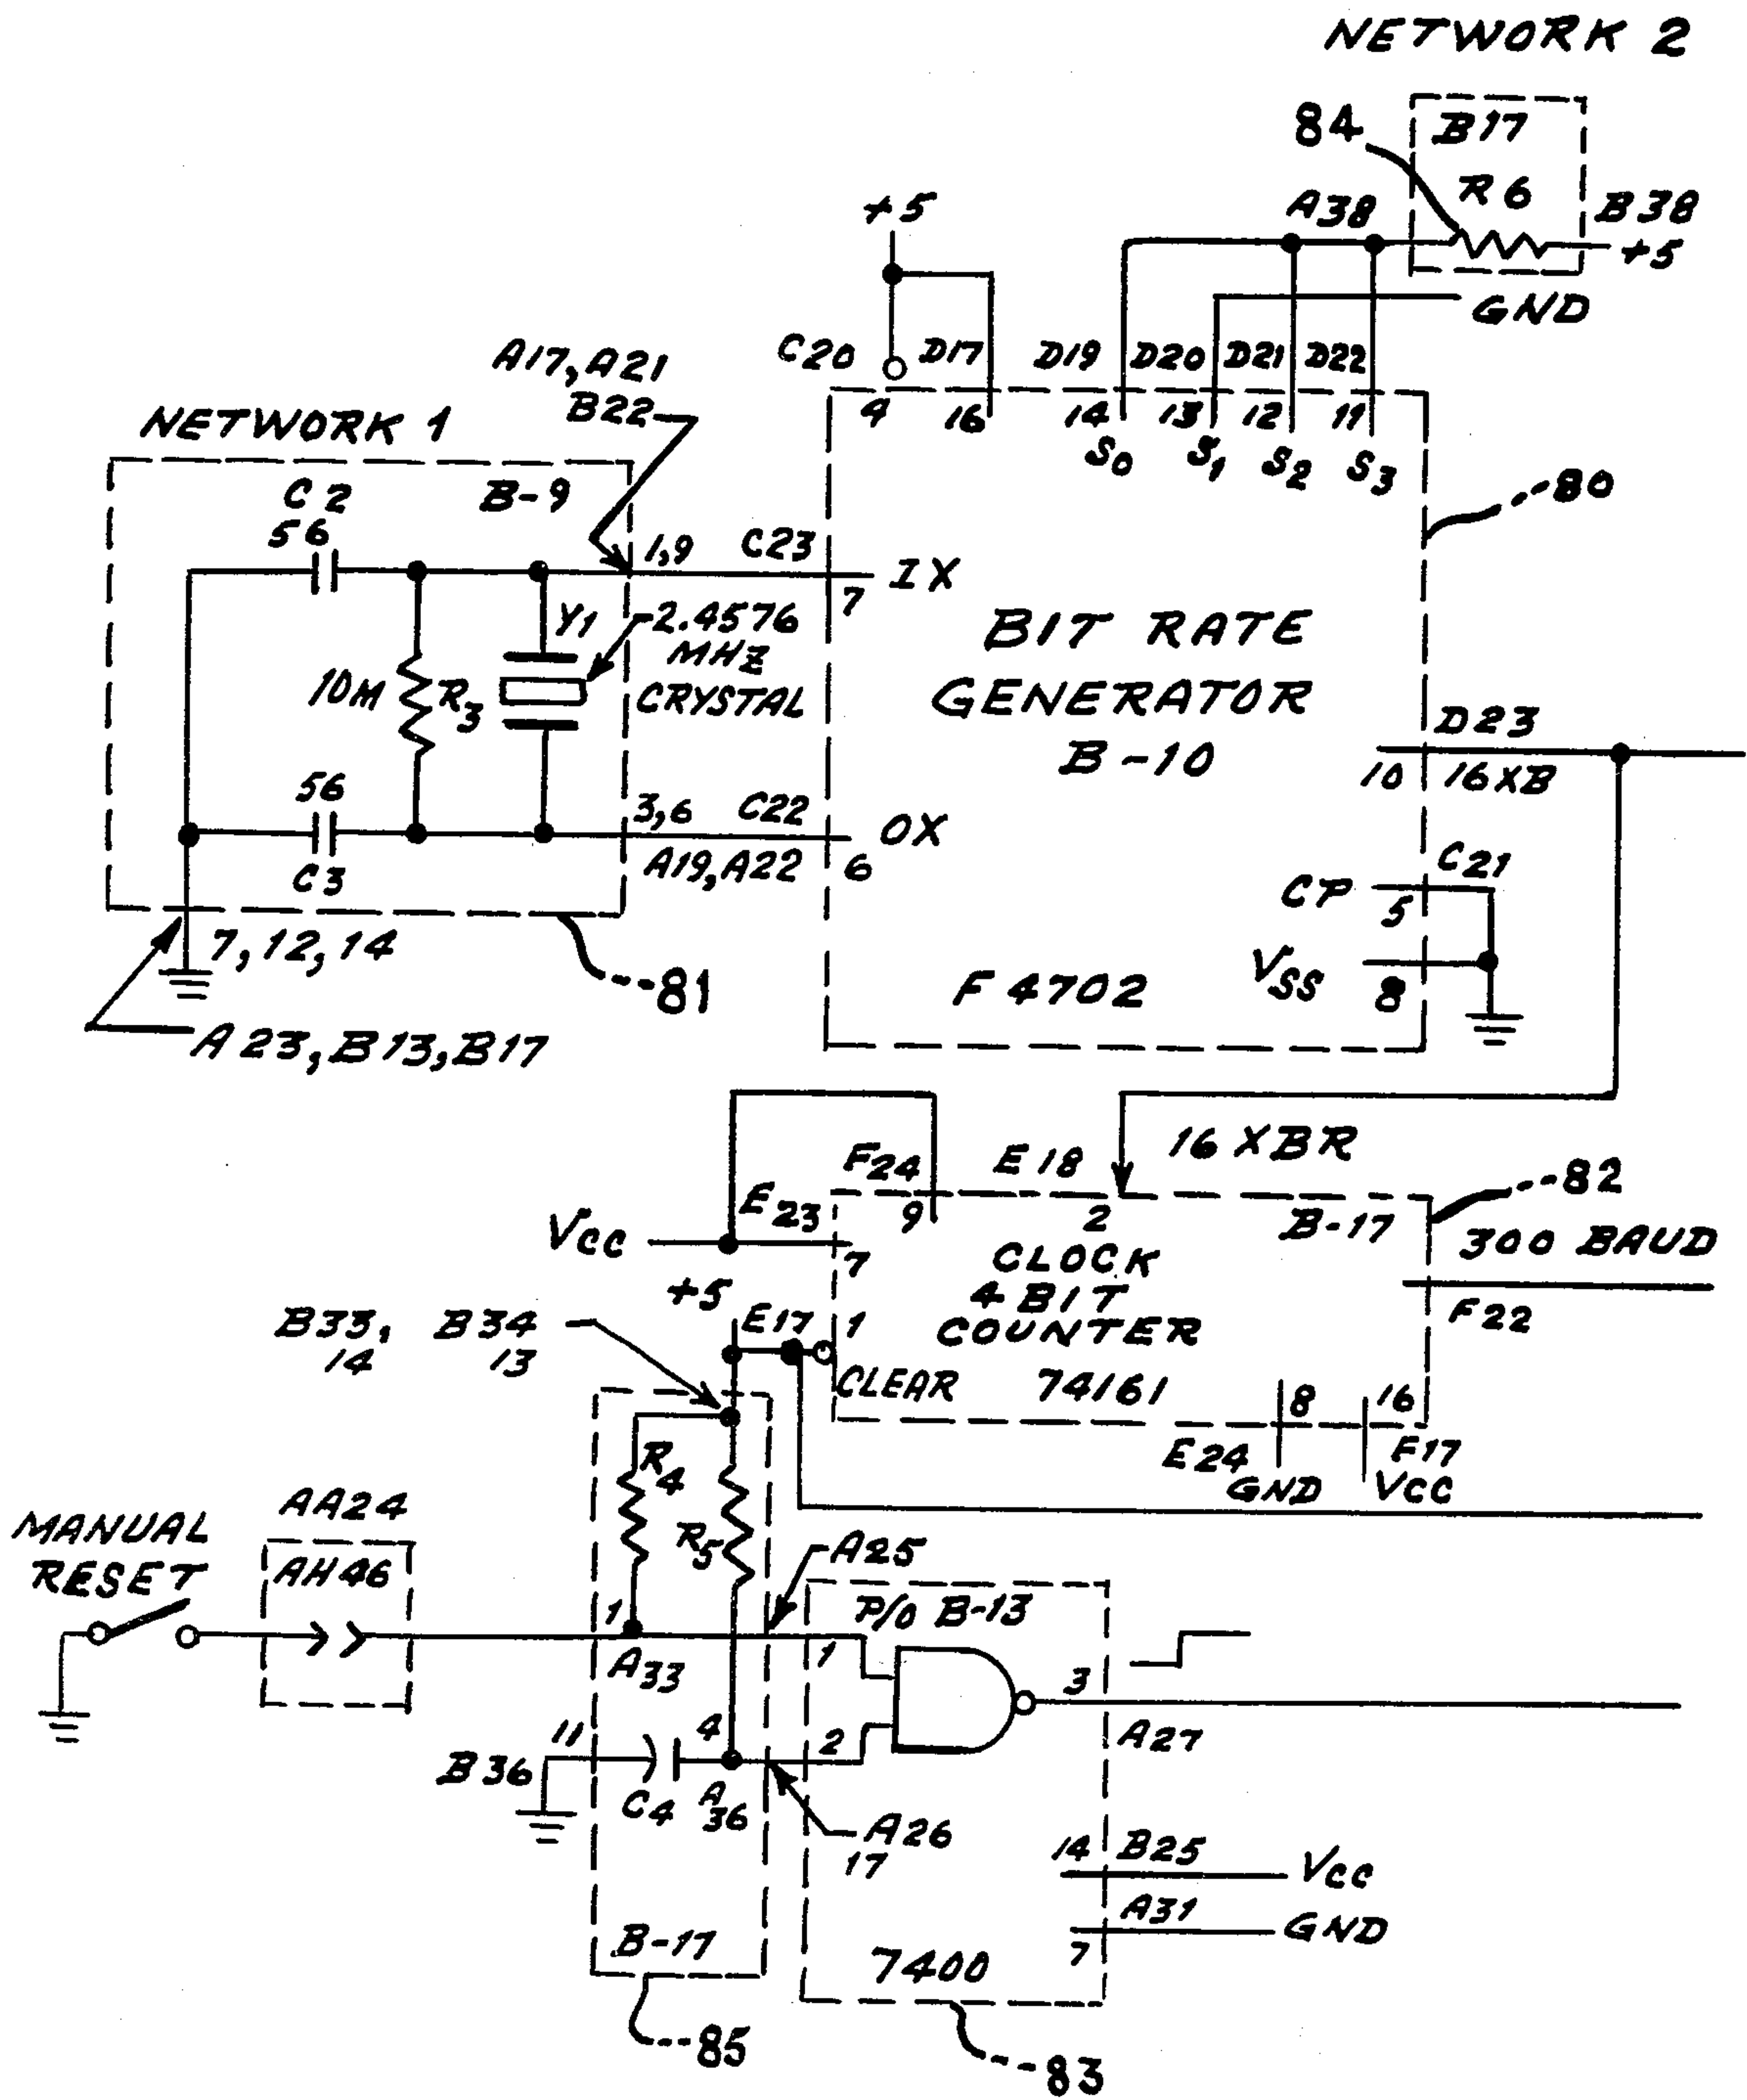 NETWORK 2
84
B17
R6
A38
B38
+5
+5
GND
C20
D17
D19
D20
D21
D22
4
16
14
13
12
11
S0
S1
S2
S3
80
A17, A21
B22
NETWORK 1
B-9
C2
56
1,9
C23
7
IX
Y1
2.4576
MHZ
CRYSTAL
10M
R3
BIT RATE
GENERATOR
B-10
D23
10
16XB
56
C3
3,6
C22
A19, A22
6
OX
CP
5
C21
VSS
8
F 4702
7, 12, 14
81
A23, B13, B17
16 XBR
F24
E18
E23
9
2
B-17
82
VCC
7
CLOCK
4 BIT
COUNTER
300 BAUD
F22
+5
E17
1
CLEAR
74161
B33, B34
14 13
8
16
E24
GND
F17
VCC
R4
R5
MANUAL
RESET
AA24
AH46
A25
P/O B-13
1
A33
1
3
A27
11
B36
C4
4
A36
2
A26
17
14
B25
VCC
A31
GND
7
B-17
7400
85
83